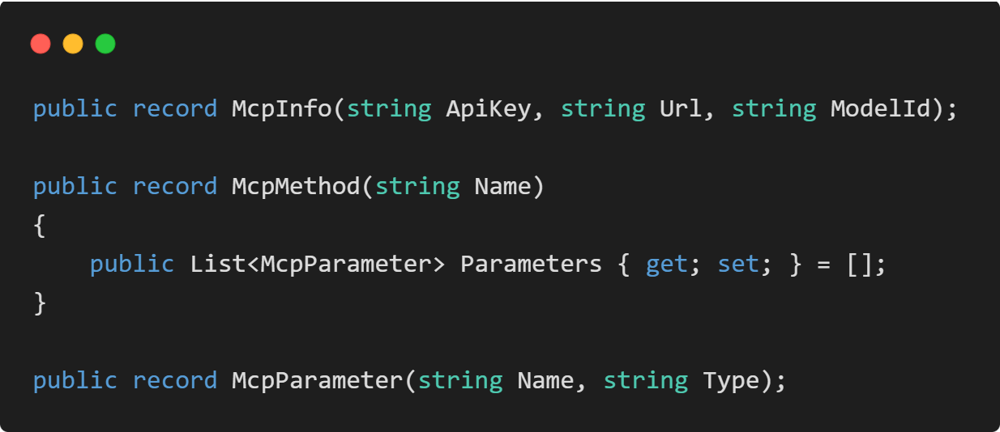 public record McpInfo(string ApiKey, string Url, string ModelId);
public record McpMethod(string Name)
{
    public List<McpParameter> Parameters { get; set; } = [];
}
public record McpParameter(string Name, string Type);